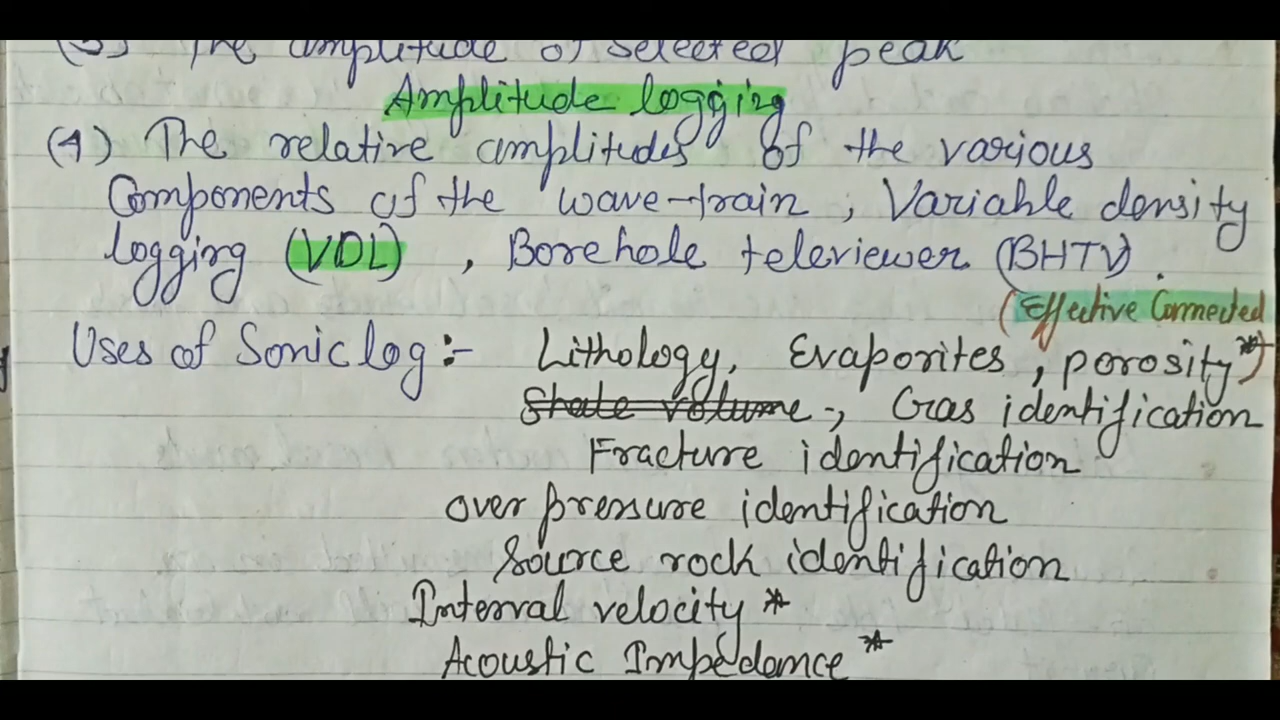 (3) The amplitude of selected peak
Amplitude logging
(4) The relative amplitudes of the various
Components of the wave-train, Variable density
logging (VDL), Borehole televiewer (BHTV).
(Effective Connected
Uses of Sonic log:- Lithology, Evaporites, porosity*)
Shale volume -, Gas identification
Fracture identification
over pressure identification
Source rock identification
Interval velocity *
Acoustic Impedance *